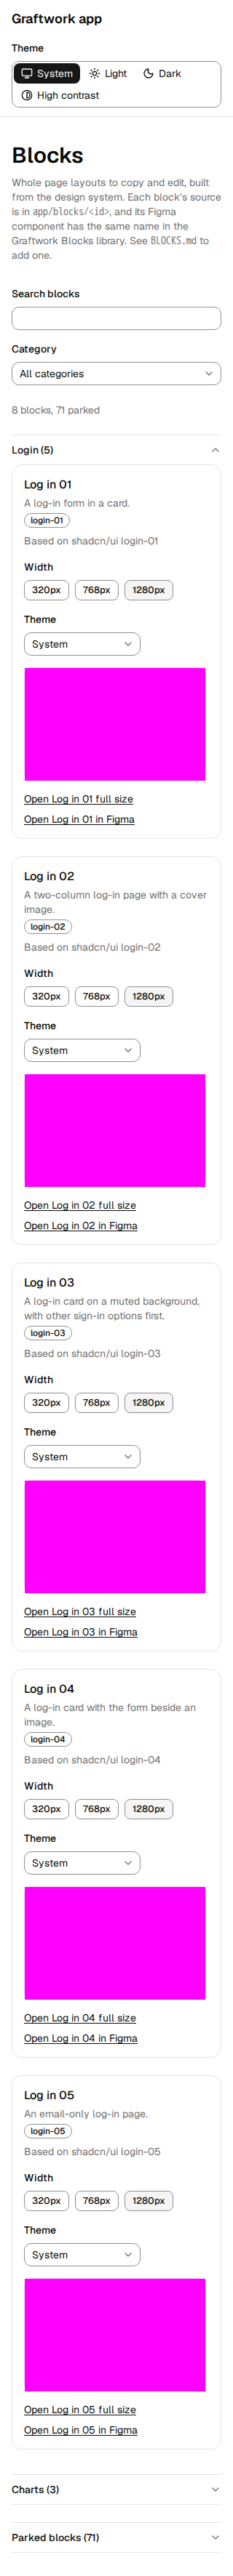 Graftwork app
Theme
System
Light
Dark
High contrast
Blocks
Whole page layouts to copy and edit, built
from the design system. Each block's source
is in app/blocks/<id>, and its Figma
component has the same name in the
Graftwork Blocks library. See BLOCKS.md to
add one.
Search blocks
Category
All categories
8 blocks, 71 parked
Login (5)
Log in 01
A log-in form in a card.
login-01
Based on shadcn/ui login-01
Width
320px 768px 1280px
Theme
System
Open Log in 01 full size
Open Log in 01 in Figma
Log in 02
A two-column log-in page with a cover
image.
login-02
Based on shadcn/ui login-02
Width
320px 768px 1280px
Theme
System
Open Log in 02 full size
Open Log in 02 in Figma
Log in 03
A log-in card on a muted background,
with other sign-in options first.
login-03
Based on shadcn/ui login-03
Width
320px 768px 1280px
Theme
System
Open Log in 03 full size
Open Log in 03 in Figma
Log in 04
A log-in card with the form beside an
image.
login-04
Based on shadcn/ui login-04
Width
320px 768px 1280px
Theme
System
Open Log in 04 full size
Open Log in 04 in Figma
Log in 05
An email-only log-in page.
login-05
Based on shadcn/ui login-05
Width
320px 768px 1280px
Theme
System
Open Log in 05 full size
Open Log in 05 in Figma
Charts (3)
Parked blocks (71)